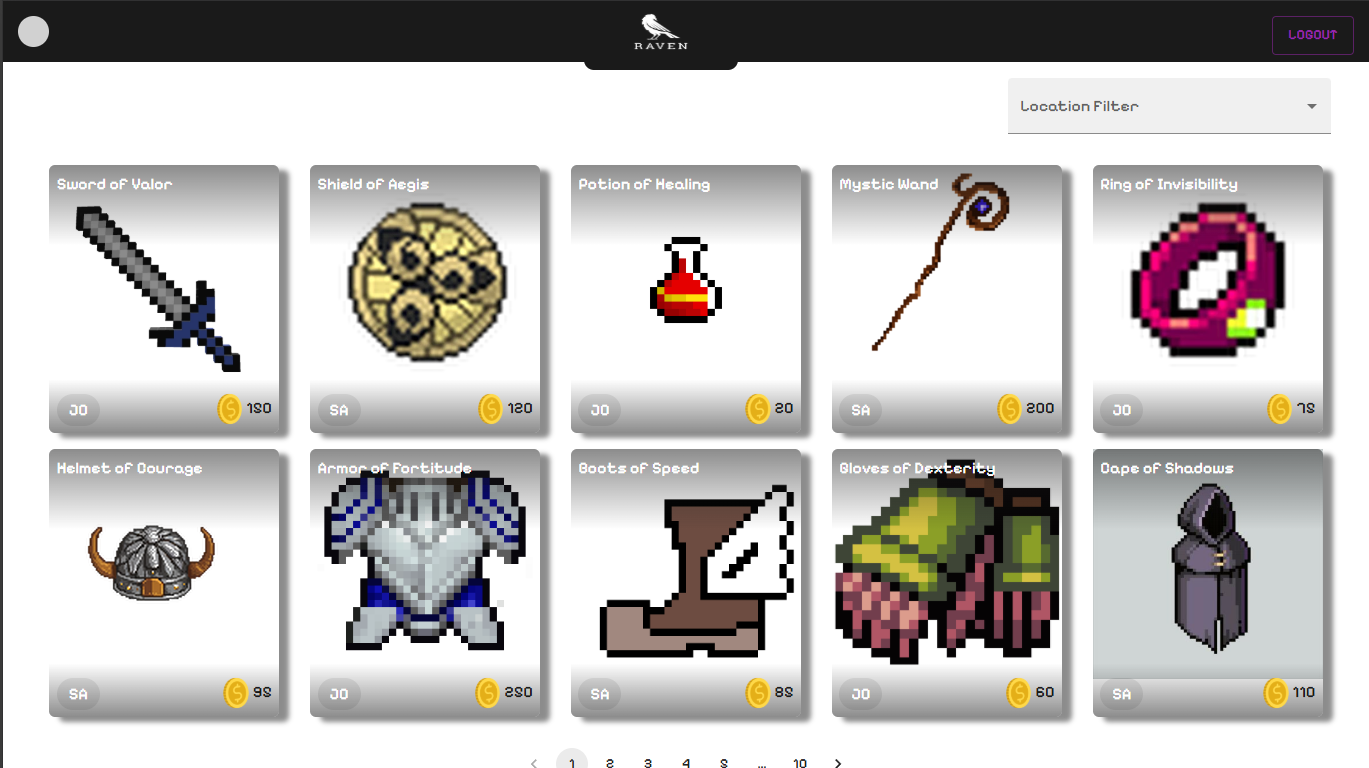 RAVEN
LOGOUT
Location Filter
Sword of Valor
Shield of Aegis
Potion of Healing
Mystic Wand
Ring of Invisibility
JO 150
SA 120
JO 20
SA 200
JO 75
Helmet of Courage
Armor of Fortitude
Boots of Speed
Gloves of Dexterity
Cape of Shadows
SA 95
JO 250
SA 85
JO 60
SA 110
‹ 1 2 3 4 5 ... 10 ›